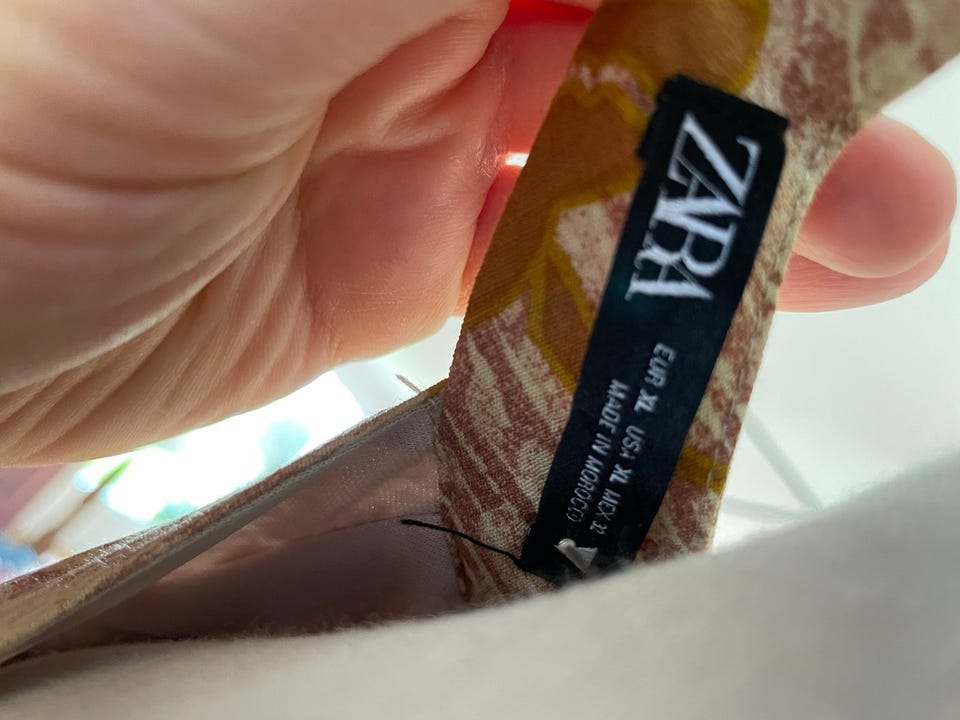 ZARA
EUR XL USA XL MEX 32
MADE IN MOROCCO